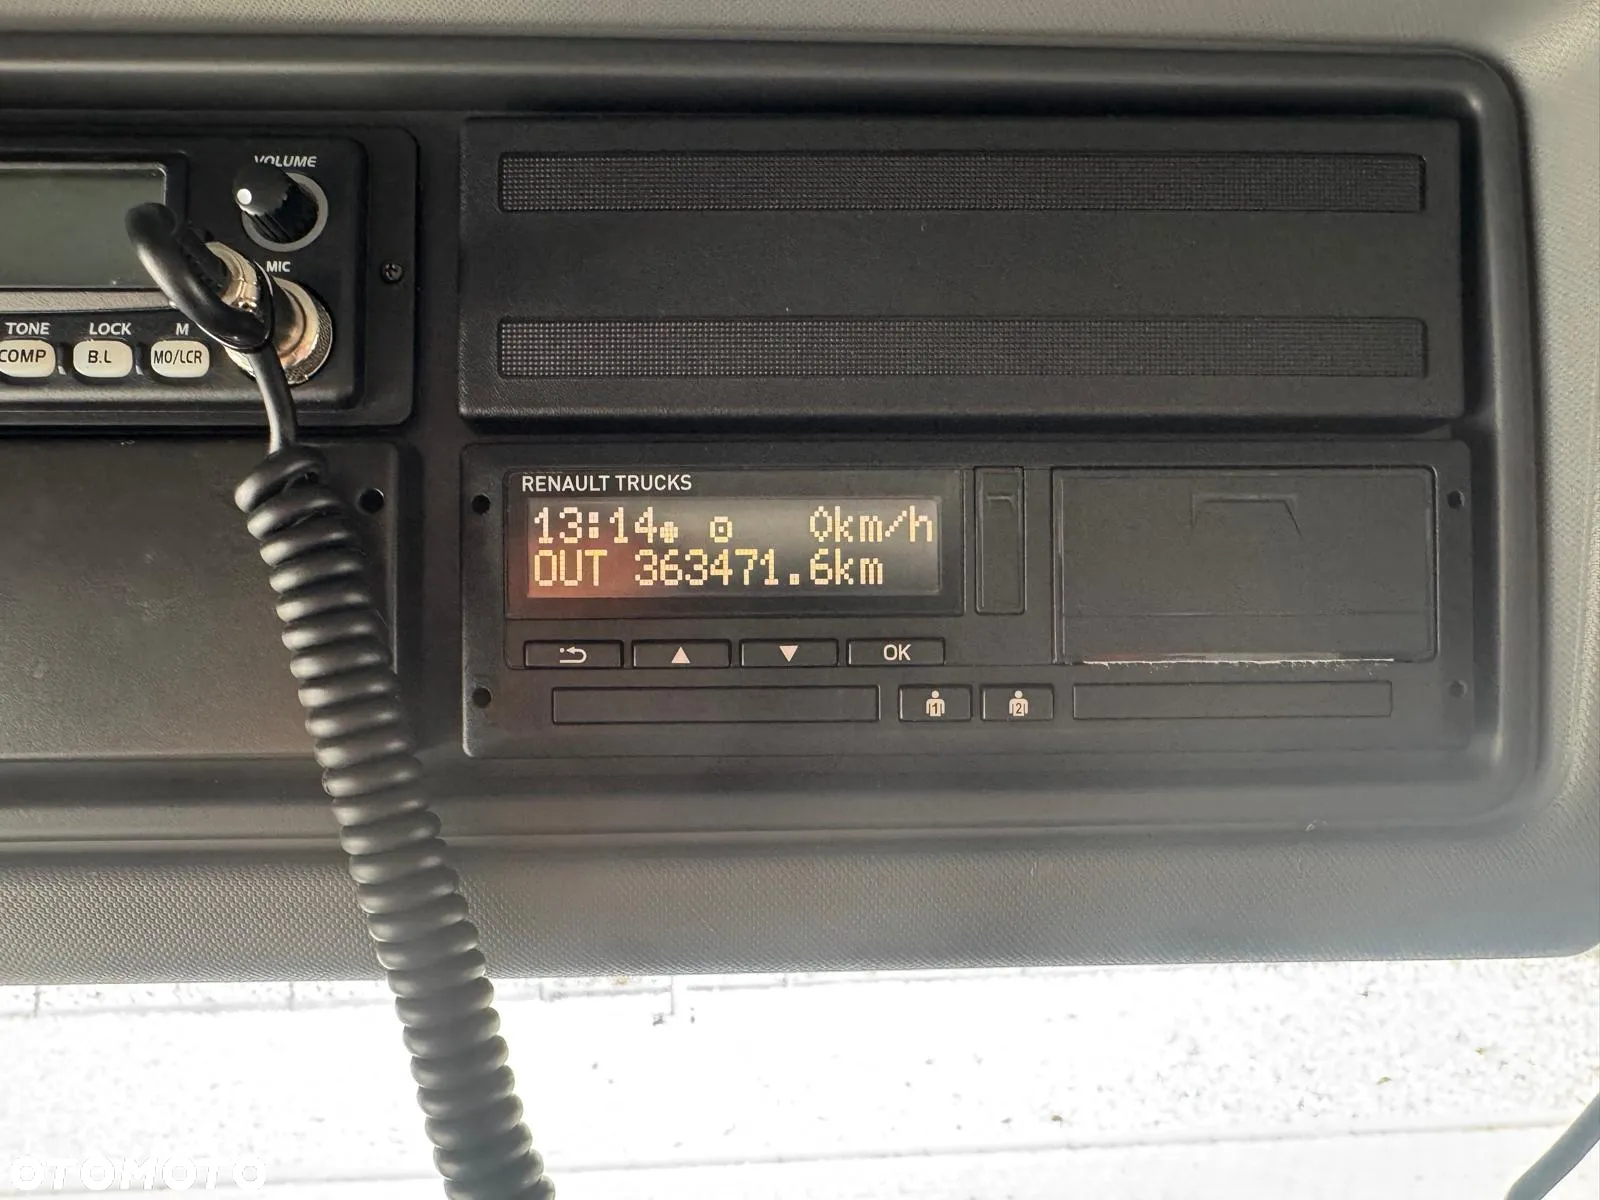 VOLUME
MIC
TONE LOCK M
COMP B.L MO/LCR
RENAULT TRUCKS
13:14 0km/h
OUT 363471.6km
OK
1 2
OTOMOTO